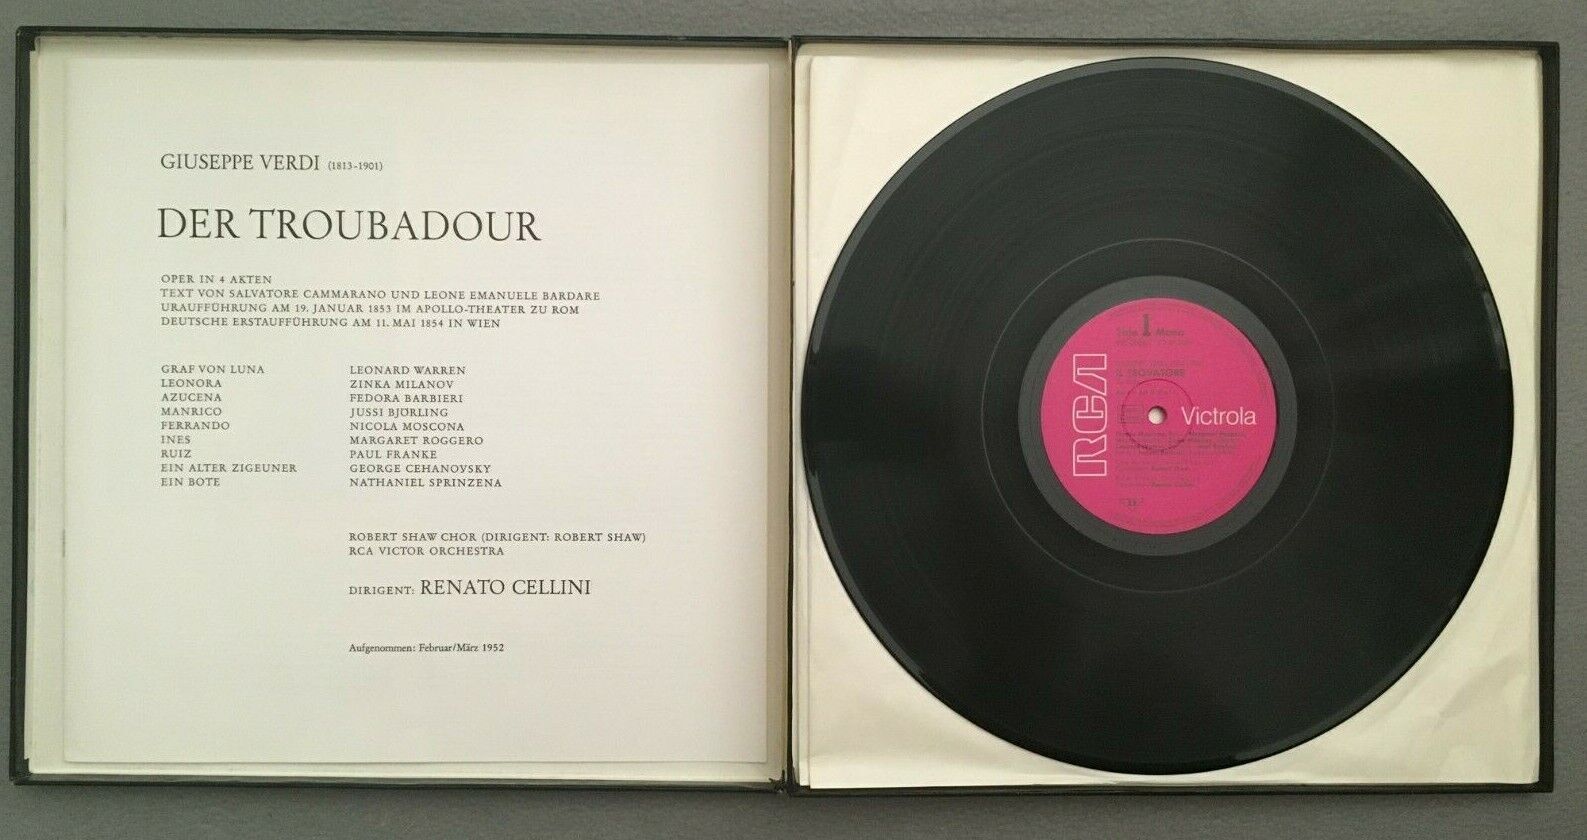 GIUSEPPE VERDI (1813-1901)
DER TROUBADOUR
OPER IN 4 AKTEN
TEXT VON SALVATORE CAMMARANO UND LEONE EMANUELE BARDARE
URAUFFÜHRUNG AM 19. JANUAR 1853 IM APOLLO-THEATER ZU ROM
DEUTSCHE ERSTAUFFÜHRUNG AM 11. MAI 1854 IN WIEN
GRAF VON LUNA LEONARD WARREN
LEONORA ZINKA MILANOV
AZUCENA FEDORA BARBIERI
MANRICO JUSSI BJÜRLING
FERRANDO NICOLA MOSCONA
INES MARGARET ROGGERO
RUIZ PAUL FRANKE
EIN ALTER ZIGEUNER GEORGE CEHANOVSKY
EIN BOTE NATHANIEL SPRINZENA
ROBERT SHAW CHOR (DIRIGENT: ROBERT SHAW)
RCA VICTOR ORCHESTRA
DIRIGENT: RENATO CELLINI
Aufgenommen: Februar/März 1952
Side 1 Mono
IL TROVATORE
RCA
Victrola